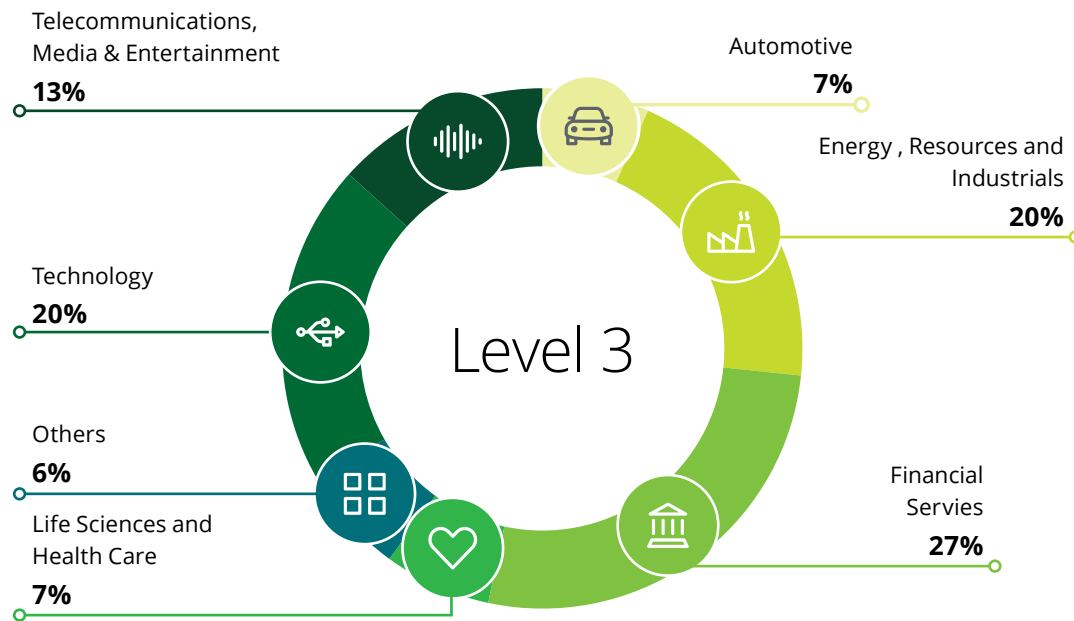 Telecommunications,
Media & Entertainment
13%
Automotive
7%
Energy , Resources and
Industrials
20%
Technology
20%
Level 3
Others
6%
Financial
Servies
27%
Life Sciences and
Health Care
7%